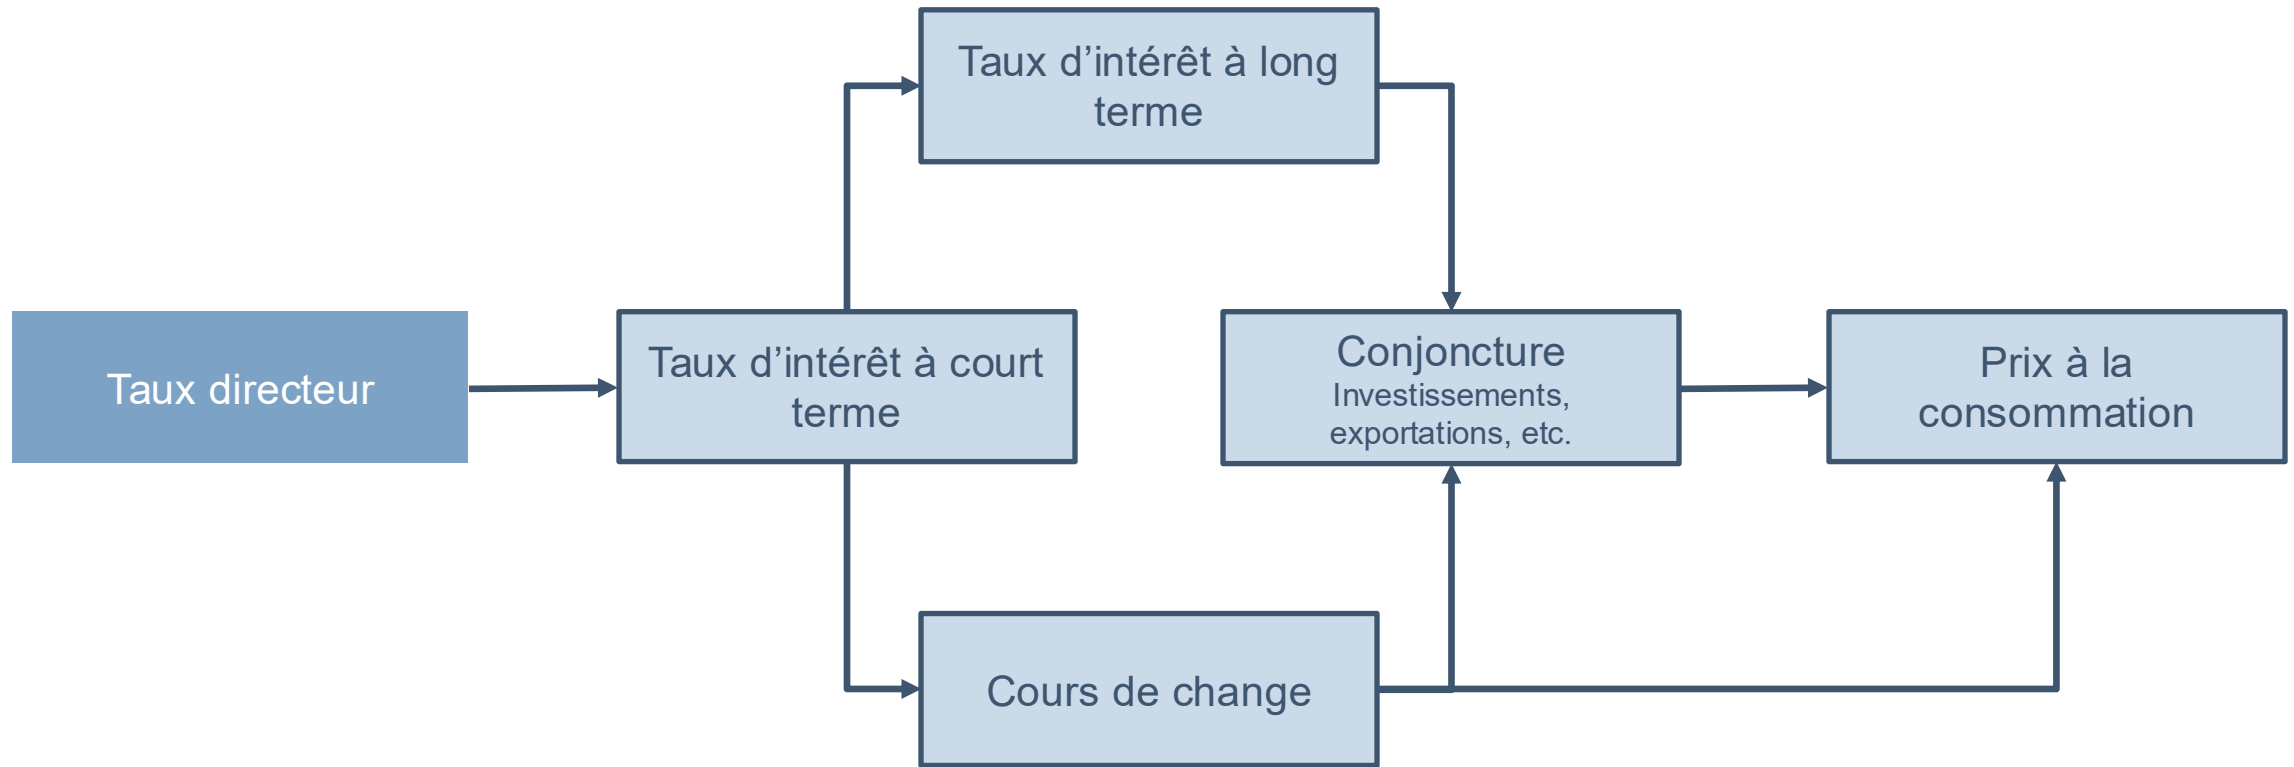 Taux d’intérêt à long
terme
Taux directeur
Taux d’intérêt à court
terme
Conjoncture
Investissements,
exportations, etc.
Prix à la
consommation
Cours de change